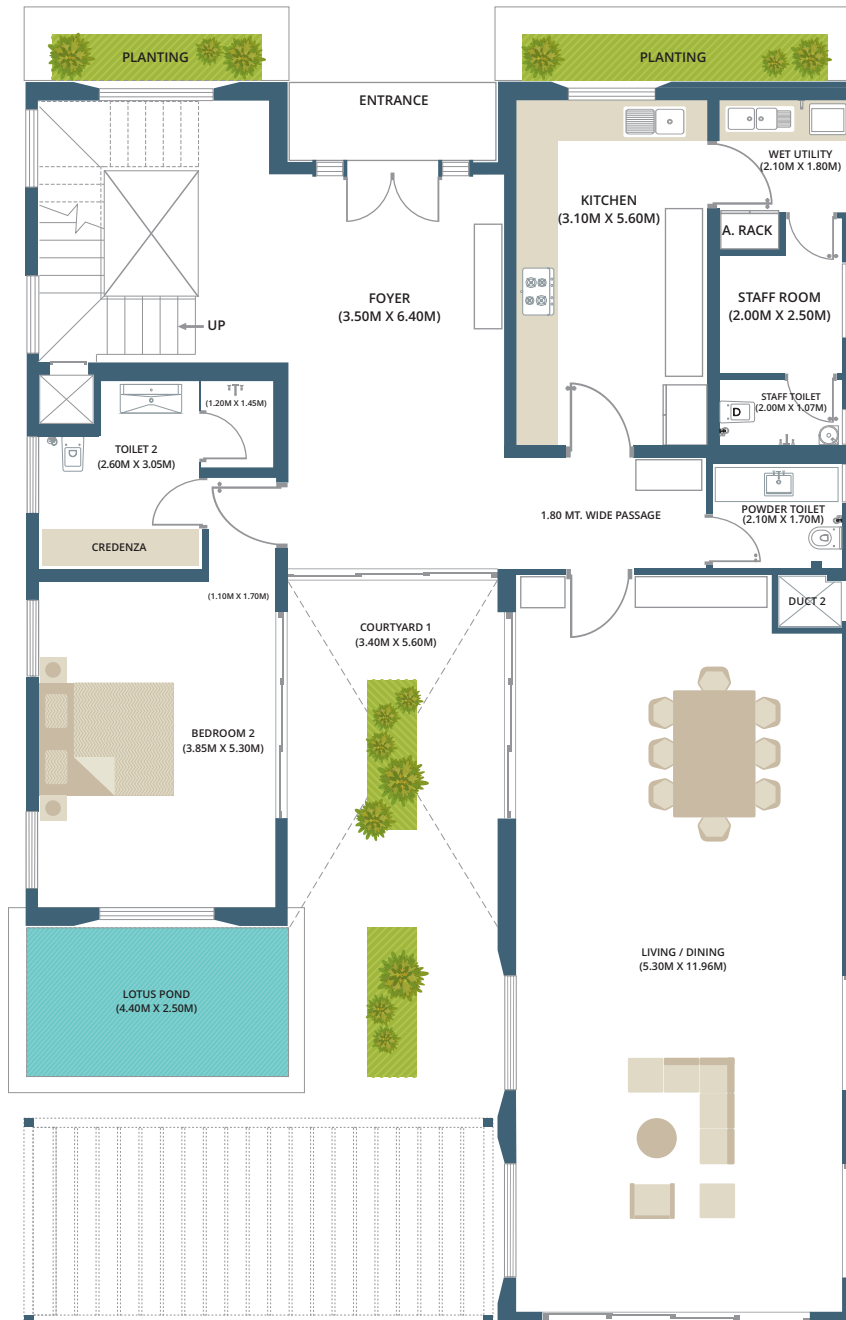 PLANTING
PLANTING
ENTRANCE
WET UTILITY
(2.10M X 1.80M)
KITCHEN
(3.10M X 5.60M)
A. RACK
FOYER
(3.50M X 6.40M)
STAFF ROOM
(2.00M X 2.50M)
UP
(1.20M X 1.45M)
STAFF TOILET
(2.00M X 1.07M)
D
TOILET 2
(2.60M X 3.05M)
1.80 MT. WIDE PASSAGE
POWDER TOILET
(2.10M X 1.70M)
CREDENZA
(1.10M X 1.70M)
DUCT 2
COURTYARD 1
(3.40M X 5.60M)
BEDROOM 2
(3.85M X 5.30M)
LIVING / DINING
(5.30M X 11.96M)
LOTUS POND
(4.40M X 2.50M)